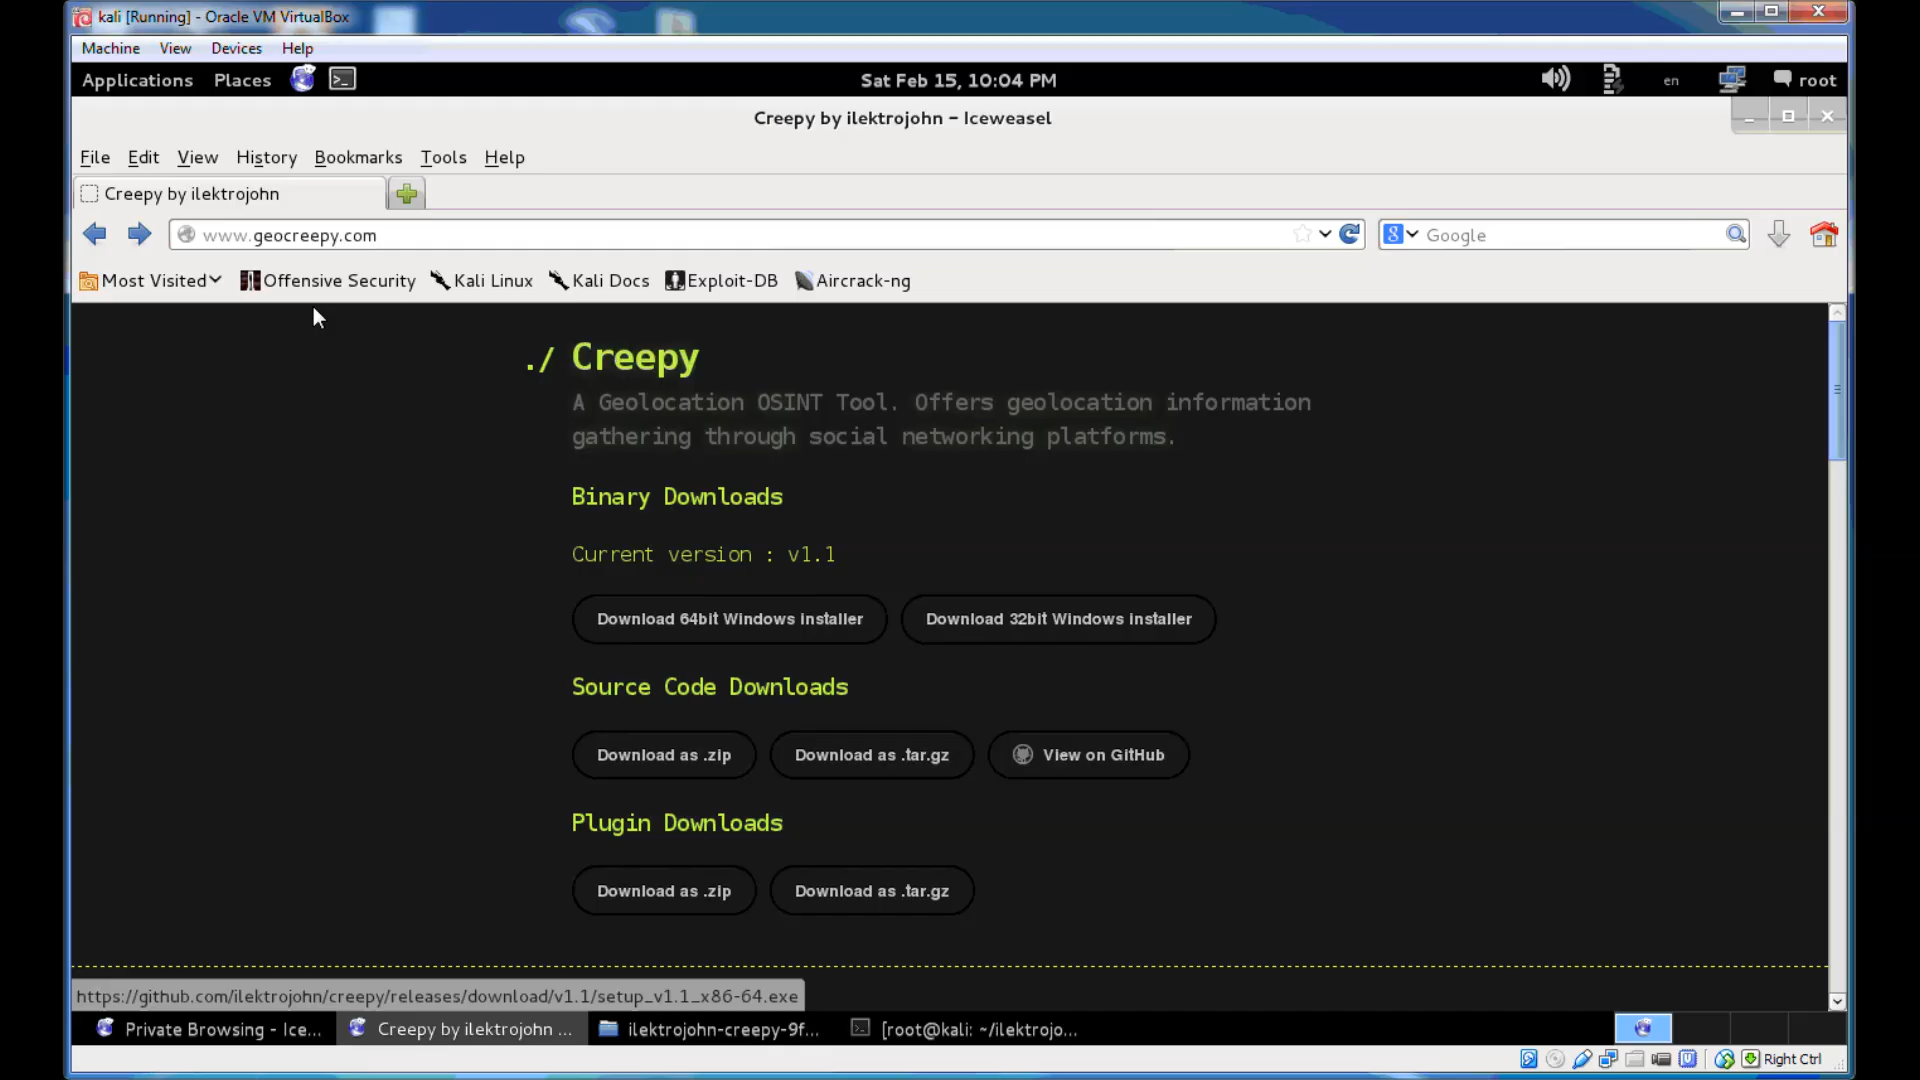 kali [Running] - Oracle VM VirtualBox
Machine View Devices Help
Applications Places Sat Feb 15, 10:04 PM en root
Creepy by ilektrojohn – Iceweasel
File Edit View History Bookmarks Tools Help
Creepy by ilektrojohn
www.geocreepy.com Google
Most Visited Offensive Security Kali Linux Kali Docs Exploit-DB Aircrack-ng
./ Creepy
A Geolocation OSINT Tool. Offers geolocation information
gathering through social networking platforms.
Binary Downloads
Current version : v1.1
Download 64bit Windows installer Download 32bit Windows installer
Source Code Downloads
Download as .zip Download as .tar.gz View on GitHub
Plugin Downloads
Download as .zip Download as .tar.gz
https://github.com/ilektrojohn/creepy/releases/download/v1.1/setup_v1.1_x86-64.exe
Private Browsing - Ice... Creepy by ilektrojohn ... ilektrojohn-creepy-9f... [root@kali: ~/ilektrojo...
Right Ctrl